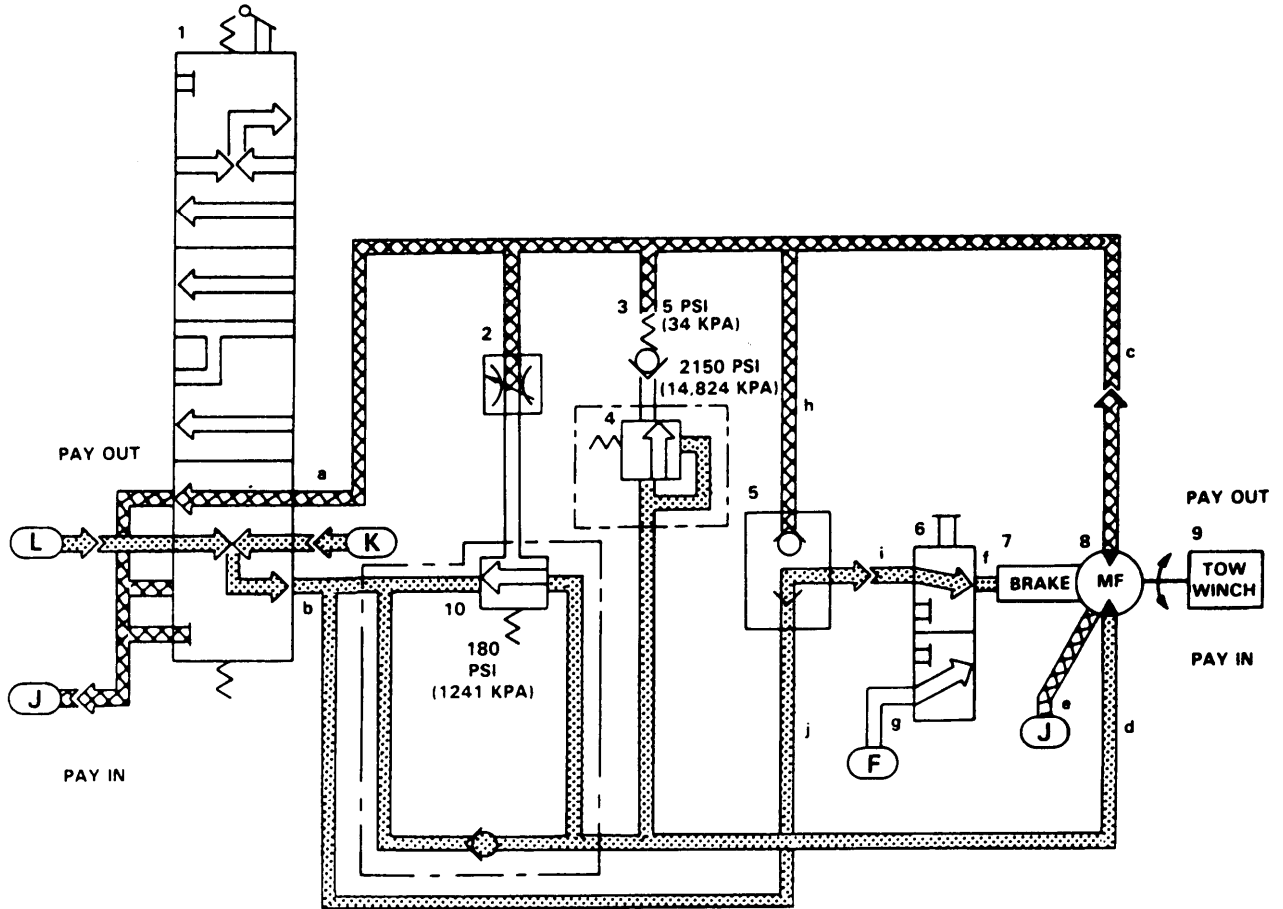 1
2
3
5 PSI
(34 KPA)
2150 PSI
(14,824 KPA)
4
c
h
PAY OUT
a
5
L
K
6
i
f
7
8
PAY OUT
9
BRAKE
MF
TOW
WINCH
b
10
180
PSI
(1241 KPA)
PAY IN
J
g
j
e
J
d
F
PAY IN